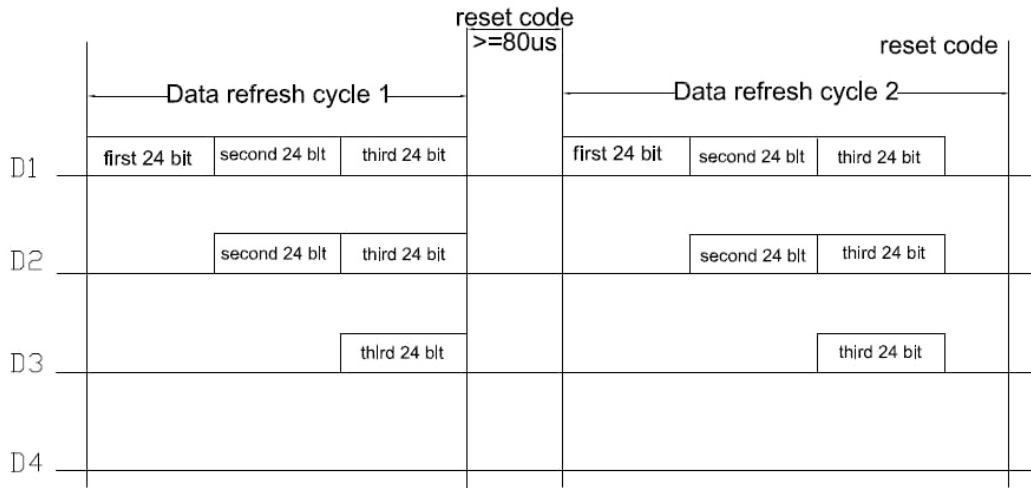 reset code
>=80us
reset code
Data refresh cycle 1
Data refresh cycle 2
D1 first 24 bit second 24 blt third 24 bit first 24 bit second 24 blt third 24 bit
D2 second 24 blt third 24 bit second 24 blt third 24 bit
D3 thlrd 24 blt third 24 bit
D4